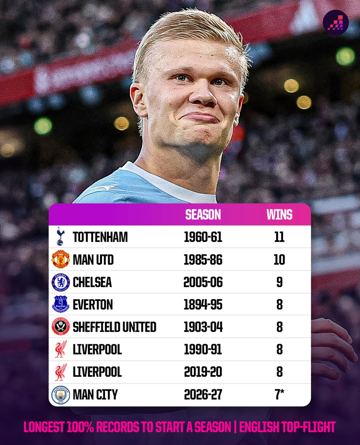 SEASON WINS
TOTTENHAM 1960-61 11
MAN UTD 1985-86 10
CHELSEA 2005-06 9
EVERTON 1894-95 8
SHEFFIELD UNITED 1903-04 8
LIVERPOOL 1990-91 8
LIVERPOOL 2019-20 8
MAN CITY 2026-27 7*
LONGEST 100% RECORDS TO START A SEASON | ENGLISH TOP-FLIGHT